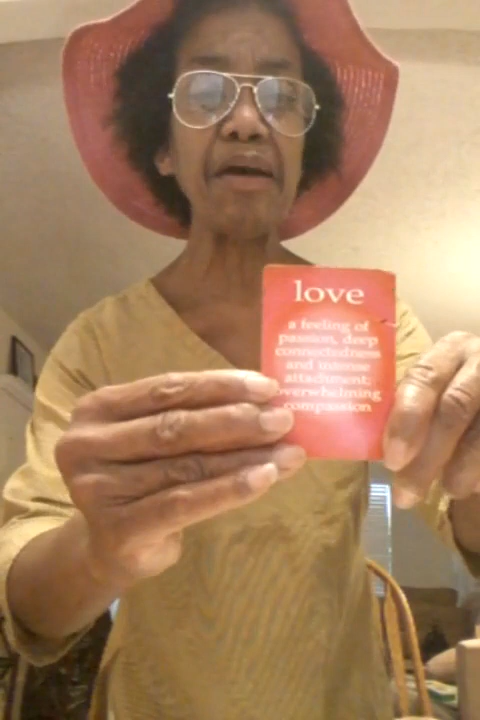 love
a feeling of
passion, deep
connectedness
and intense
attachment;
overwhelming
compassion